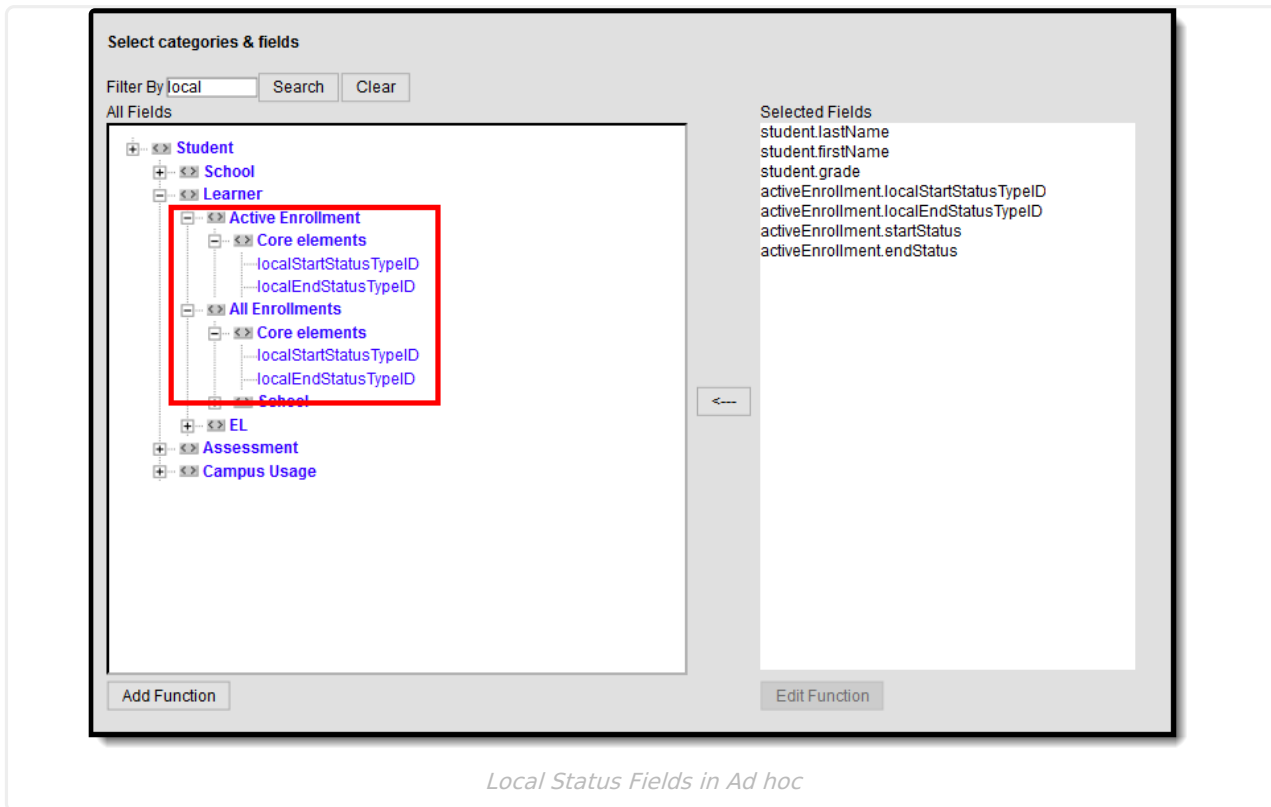 Select categories & fields
Filter By local Search Clear
All Fields
Student
School
Learner
Active Enrollment
Core elements
localStartStatusTypeID
localEndStatusTypeID
All Enrollments
Core elements
localStartStatusTypeID
localEndStatusTypeID
School
EL
Assessment
Campus Usage
<---
Selected Fields
student.lastName
student.firstName
student.grade
activeEnrollment.localStartStatusTypeID
activeEnrollment.localEndStatusTypeID
activeEnrollment.startStatus
activeEnrollment.endStatus
Add Function
Edit Function
Local Status Fields in Ad hoc